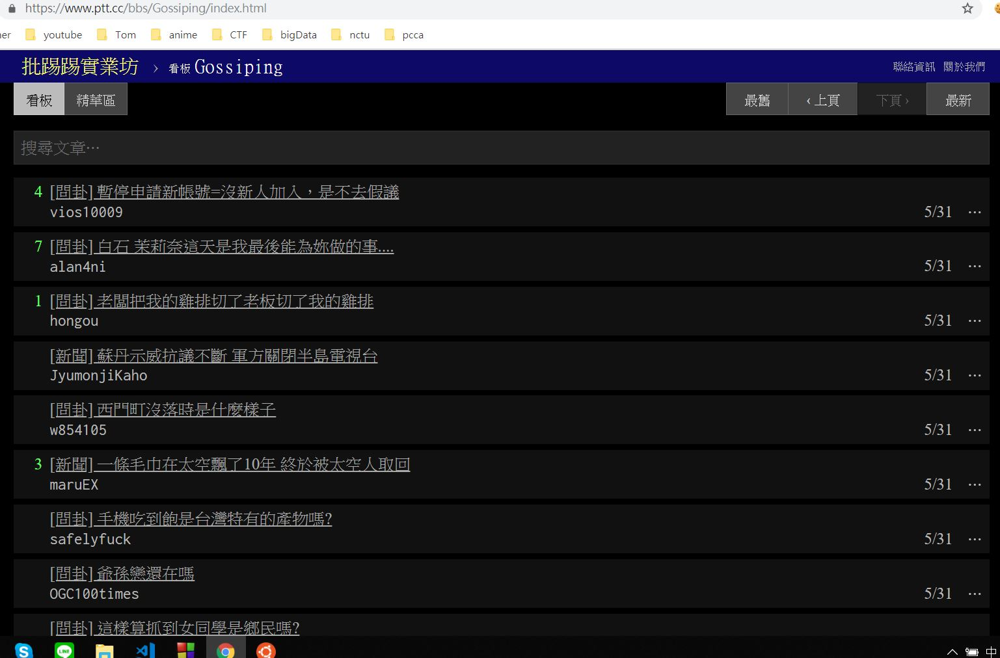 https://www.ptt.cc/bbs/Gossiping/index.html
ner youtube Tom anime CTF bigData nctu pcca
批踢踢實業坊 › 看板 Gossiping 聯絡資訊 關於我們
看板 精華區 最舊 ‹ 上頁 下頁 › 最新
搜尋文章⋯
4 [問卦] 暫停申請新帳號=沒新人加入，是不去假議
vios10009 5/31 ⋯
7 [問卦] 白石 茉莉奈這天是我最後能為妳做的事....
alan4ni 5/31 ⋯
1 [問卦] 老闆把我的雞排切了老板切了我的雞排
hongou 5/31 ⋯
[新聞] 蘇丹示威抗議不斷 軍方關閉半島電視台
JyumonjiKaho 5/31 ⋯
[問卦] 西門町沒落時是什麼樣子
w854105 5/31 ⋯
3 [新聞] 一條毛巾在太空飄了10年 終於被太空人取回
maruEX 5/31 ⋯
[問卦] 手機吃到飽是台灣特有的產物嗎?
safelyfuck 5/31 ⋯
[問卦] 爺孫戀還在嗎
OGC100times 5/31 ⋯
[問卦] 這樣算抓到女同學是鄉民嗎?
LINE 中